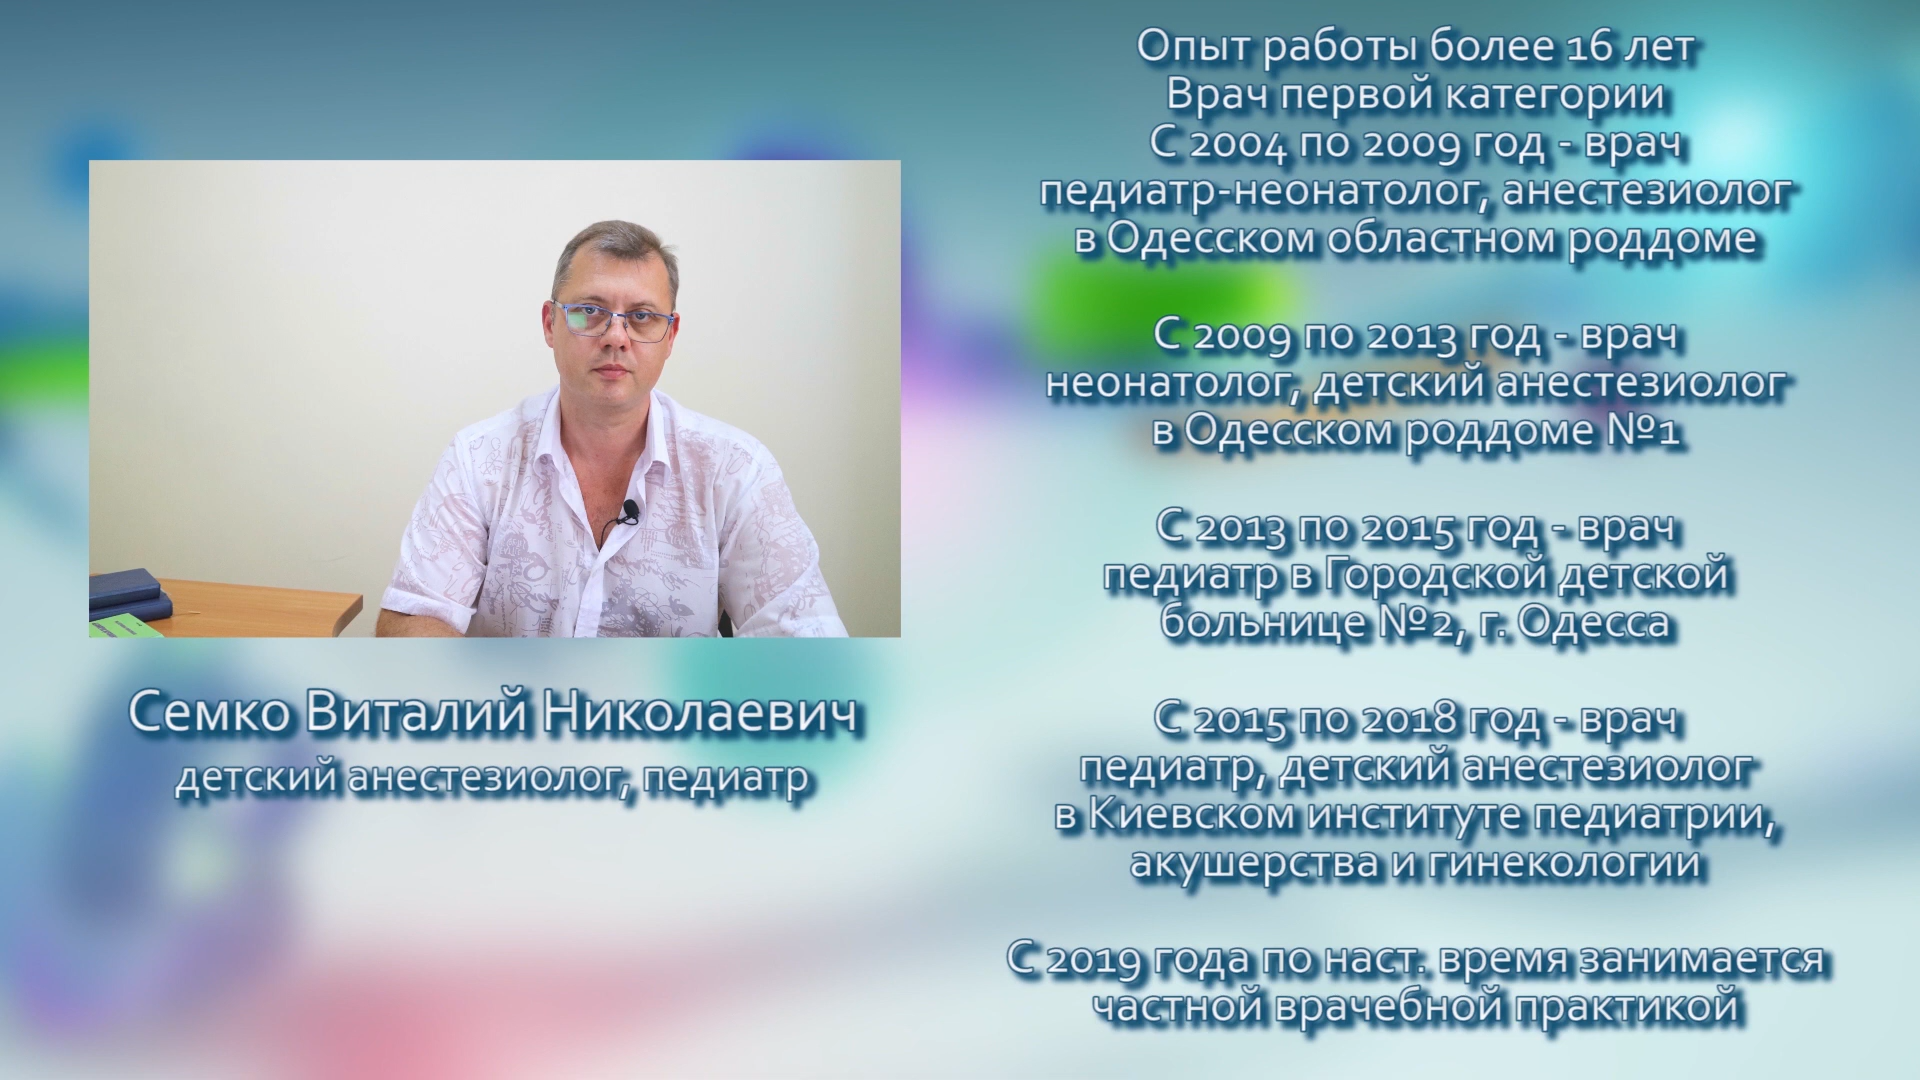 Опыт работы более 16 лет
Врач первой категории
С 2004 по 2009 год - врач
педиатр-неонатолог, анестезиолог
в Одесском областном роддоме
С 2009 по 2013 год - врач
неонатолог, детский анестезиолог
в Одесском роддоме №1
С 2013 по 2015 год - врач
педиатр в Городской детской
больнице №2, г. Одесса
С 2015 по 2018 год - врач
педиатр, детский анестезиолог
в Киевском институте педиатрии,
акушерства и гинекологии
С 2019 года по наст. время занимается
частной врачебной практикой
Семко Виталий Николаевич
детский анестезиолог, педиатр